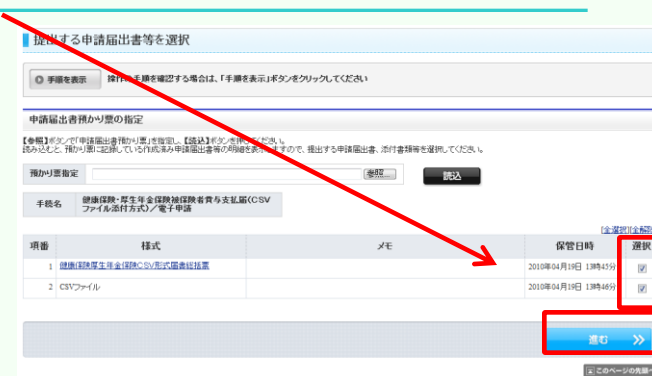 提出する申請届出書等を選択
手順を表示 操作の手順を確認する場合は、「手順を表示」ボタンをクリックしてください
申請届出書預かり票の指定
【参照】ボタンで「申請届出書預かり票」を指定し、【読込】ボタンを押してください。
読み込むと、預かり票に記録している作成済み申請届出書等の明細を表示しますので、提出する申請届出書、添付書類等を選択してください。
預かり票指定 参照... 読込
手続名 健康保険・厚生年金保険被保険者賞与支払届(CSV
ファイル添付方式)/電子申請
[全選択][全解除
項番 様式 メモ 保管日時 選択
1 健康保険厚生年金保険CSV形式届書総括票 2010年04月19日 13時45分
2 CSVファイル 2010年04月19日 13時46分
進む
このページの先頭へ